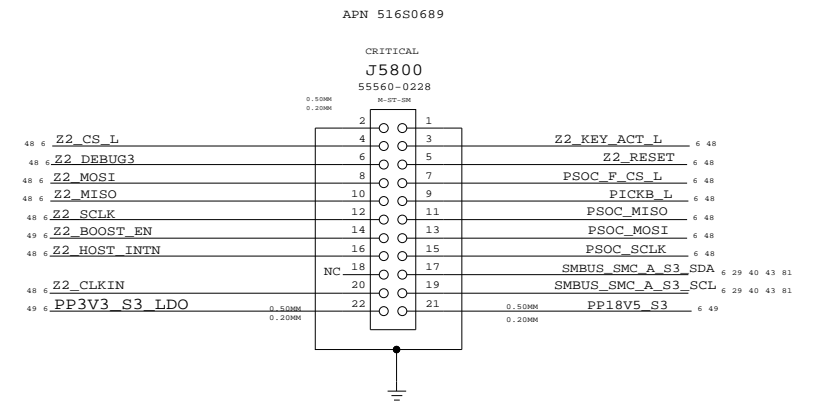 APN 516S0689
CRITICAL
J5800
55560-0228
M-ST-SM
0.50MM
0.20MM
2 1
48 6 Z2_CS_L 4 3 Z2_KEY_ACT_L 6 48
48 6 Z2_DEBUG3 6 5 Z2_RESET 6 48
48 6 Z2_MOSI 8 7 PSOC_F_CS_L 6 48
48 6 Z2_MISO 10 9 PICKB_L 6 48
48 6 Z2_SCLK 12 11 PSOC_MISO 6 48
49 6 Z2_BOOST_EN 14 13 PSOC_MOSI 6 48
48 6 Z2_HOST_INTN 16 15 PSOC_SCLK 6 48
NC 18 17 SMBUS_SMC_A_S3_SDA 6 29 40 43 81
48 6 Z2_CLKIN 20 19 SMBUS_SMC_A_S3_SCL 6 29 40 43 81
49 6 PP3V3_S3_LDO 0.50MM 22 21 0.50MM PP18V5_S3 6 49
0.20MM 0.20MM